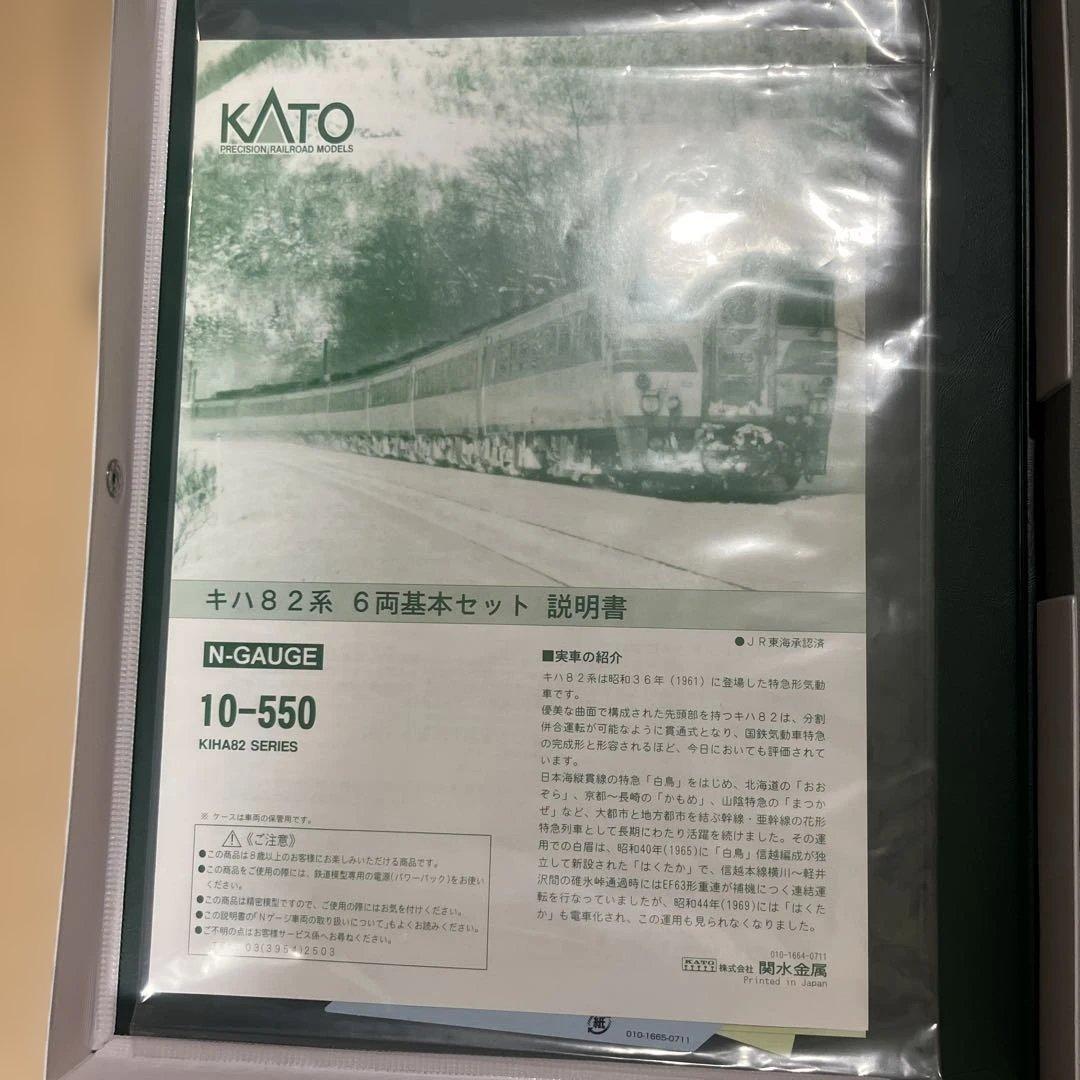 KATO
PRECISION RAILROAD MODELS
キハ８２系 ６両基本セット 説明書
N-GAUGE
10-550
KIHA82 SERIES
●ＪＲ東海承認済
■実車の紹介
キハ８２系は昭和３６年（1961）に登場した特急形気動
車です。
優美な曲面で構成された先頭部を持つキハ８２は、分割
併合運転が可能なように貫通式となり、国鉄気動車特急
の完成形と形容されるほど、今日においても評価されて
います。
日本海縦貫線の特急「白鳥」をはじめ、北海道の「おお
ぞら」、京都〜長崎の「かもめ」、山陰特急の「まつか
ぜ」など、大都市と地方都市を結ぶ幹線・亜幹線の花形
特急列車として長期にわたり活躍を続けました。その運
用での白眉は、昭和40年(1965)に「白鳥」信越編成が独
立して新設された「はくたか」で、信越本線横川〜軽井
沢間の碓氷峠通過時にはEF63形重連が補機につく連結運
転を行なっていましたが、昭和44年(1969)には「はくた
か」も電車化され、この運用も見られなくなりました。
※ ケースは車両の保管用です。
⚠《ご注意》
●この商品は８歳以上のお客様にお楽しみいただける商品です。
●この商品をご使用の際には、鉄道模型専用の電源(パワーパック)をお使い
ください。
●この商品は精密模型ですので、ご使用の際にはお気を付けください。
●この説明書の｢Ｎゲージ車両の取り扱いについて｣もよくお読みください。
●ご不明の点はお客様サービス係へお尋ねください。
03(3954)2503
010-1664-0711
KATO 株式会社 関水金属
Printed in Japan
紙
010-1665-0711